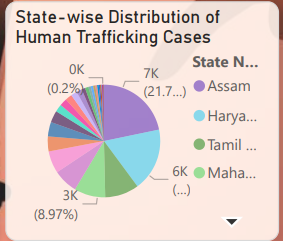 State-wise Distribution of
Human Trafficking Cases
State N...
0K
(0.2%)
7K
(21.7...)
Assam
Harya...
Tamil ...
Maha...
6K
(...)
3K
(8.97%)